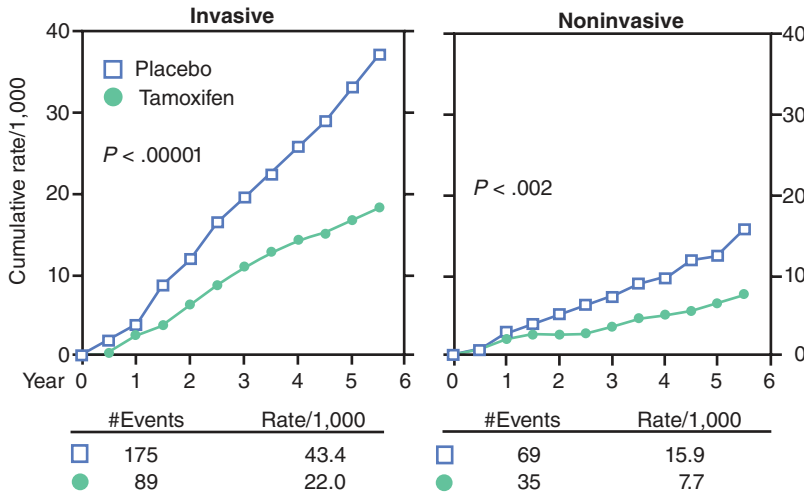 Invasive
Noninvasive
Cumulative rate/1,000
40
30
20
10
0
Placebo
Tamoxifen
P < .00001
Year 0 1 2 3 4 5 6
P < .002
40
30
20
10
0
0 1 2 3 4 5 6
#Events Rate/1,000
175 43.4
89 22.0
#Events Rate/1,000
69 15.9
35 7.7